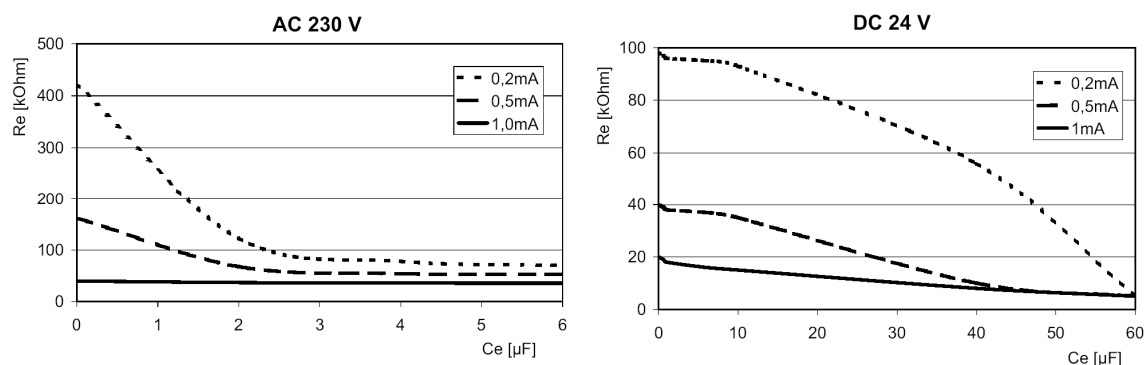 AC 230 V
Re [kOhm]
500
400
300
200
100
0
0,2mA
0,5mA
1,0mA
0 1 2 3 4 5 6
Ce [µF]
DC 24 V
Re [kOhm]
100
80
60
40
20
0
0,2mA
0,5mA
1mA
0 10 20 30 40 50 60
Ce [µF]